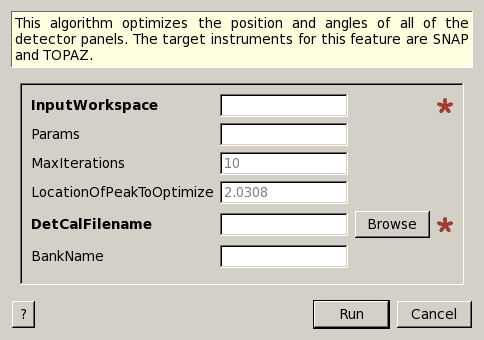 This algorithm optimizes the position and angles of all of the
detector panels. The target instruments for this feature are SNAP
and TOPAZ.
InputWorkspace *
Params
MaxIterations 10
LocationOfPeakToOptimize 2.0308
DetCalFilename Browse *
BankName
? Run Cancel